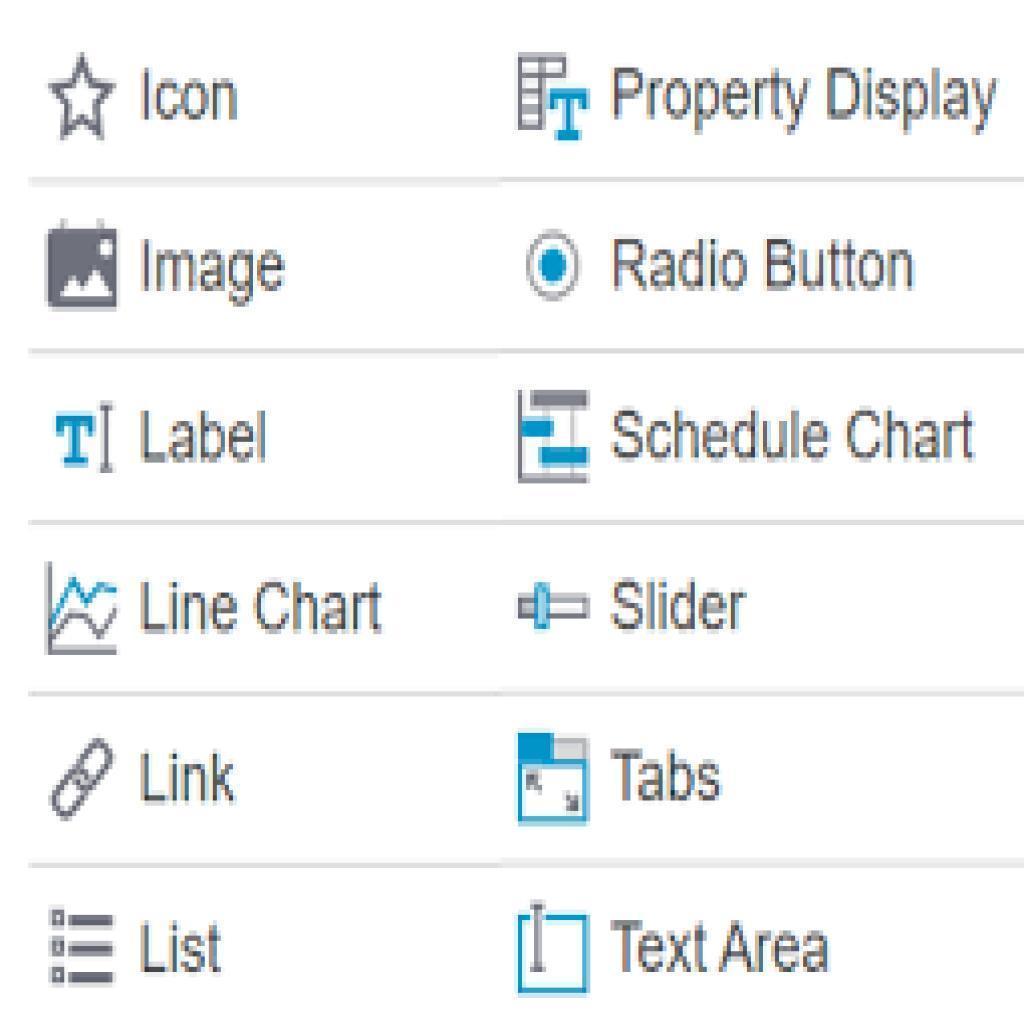 Icon
Property Display
Image
Radio Button
Label
Schedule Chart
Line Chart
Slider
Link
Tabs
List
Text Area